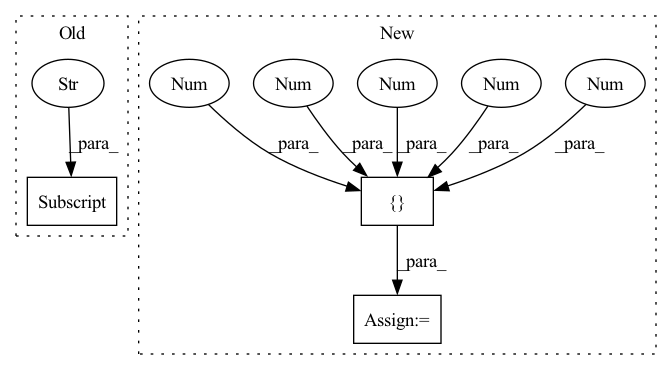 Old
New
Str
Num
Num
Num
Num
Num
_para_
_para_
_para_
_para_
_para_
_para_
Subscript
{}
_para_
Assign:=